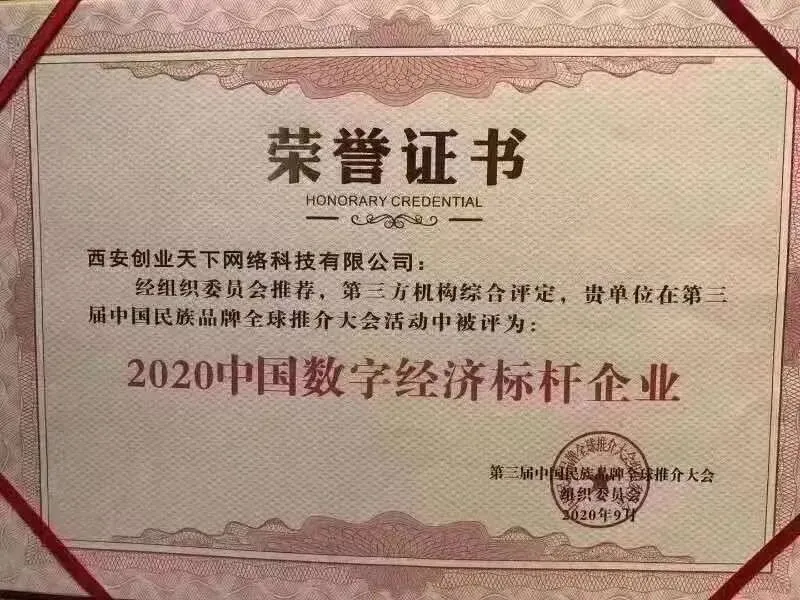 荣誉证书
HONORARY CREDENTIAL
西安创业天下网络科技有限公司：
经组织委员会推荐，第三方机构综合评定，贵单位在第三
届中国民族品牌全球推介大会活动中被评为：
2020中国数字经济标杆企业
第三届中国民族品牌全球推介大会
组织委员会
2020年9月